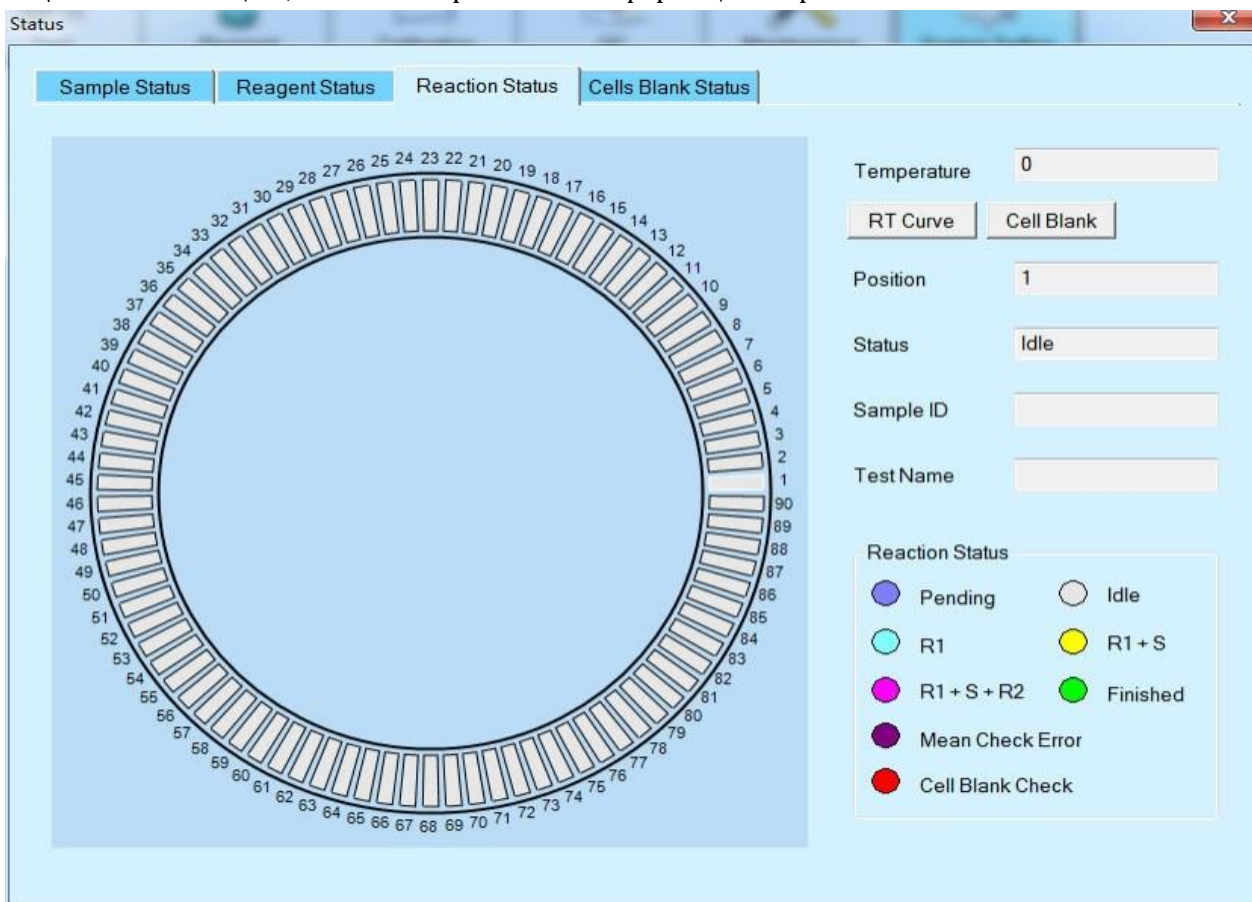 Status
Sample Status
Reagent Status
Reaction Status
Cells Blank Status
24 23 22 21 20 19 18 17 16 15 14 13 12 11 10 9 8 7 6 5 4 3 2 1
90 89 88 87 86 85 84 83 82 81 80 79 78 77 76 75 74 73 72 71 70 69 68 67 66 65 64 63 62 61 60 59 58 57 56 55 54 53 52 51 50 49 48 47 46 45 44 43 42 41 40 39 38 37 36 35 34 33 32 31 30 29 28 27 26 25
Temperature 0
RT Curve Cell Blank
Position 1
Status Idle
Sample ID
Test Name
Reaction Status
Pending Idle
R1 R1 + S
R1 + S + R2 Finished
Mean Check Error
Cell Blank Check